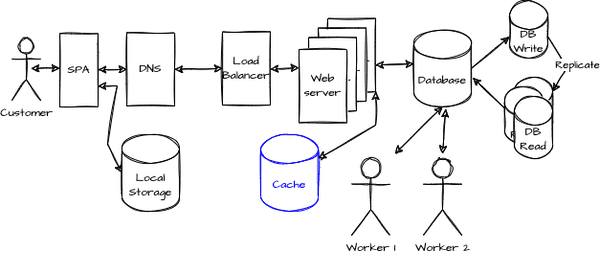 Customer
SPA
DNS
Load
Balancer
Web
server
Database
DB
Write
Replicate
DB
Read
Local
Storage
Cache
Worker 1
Worker 2